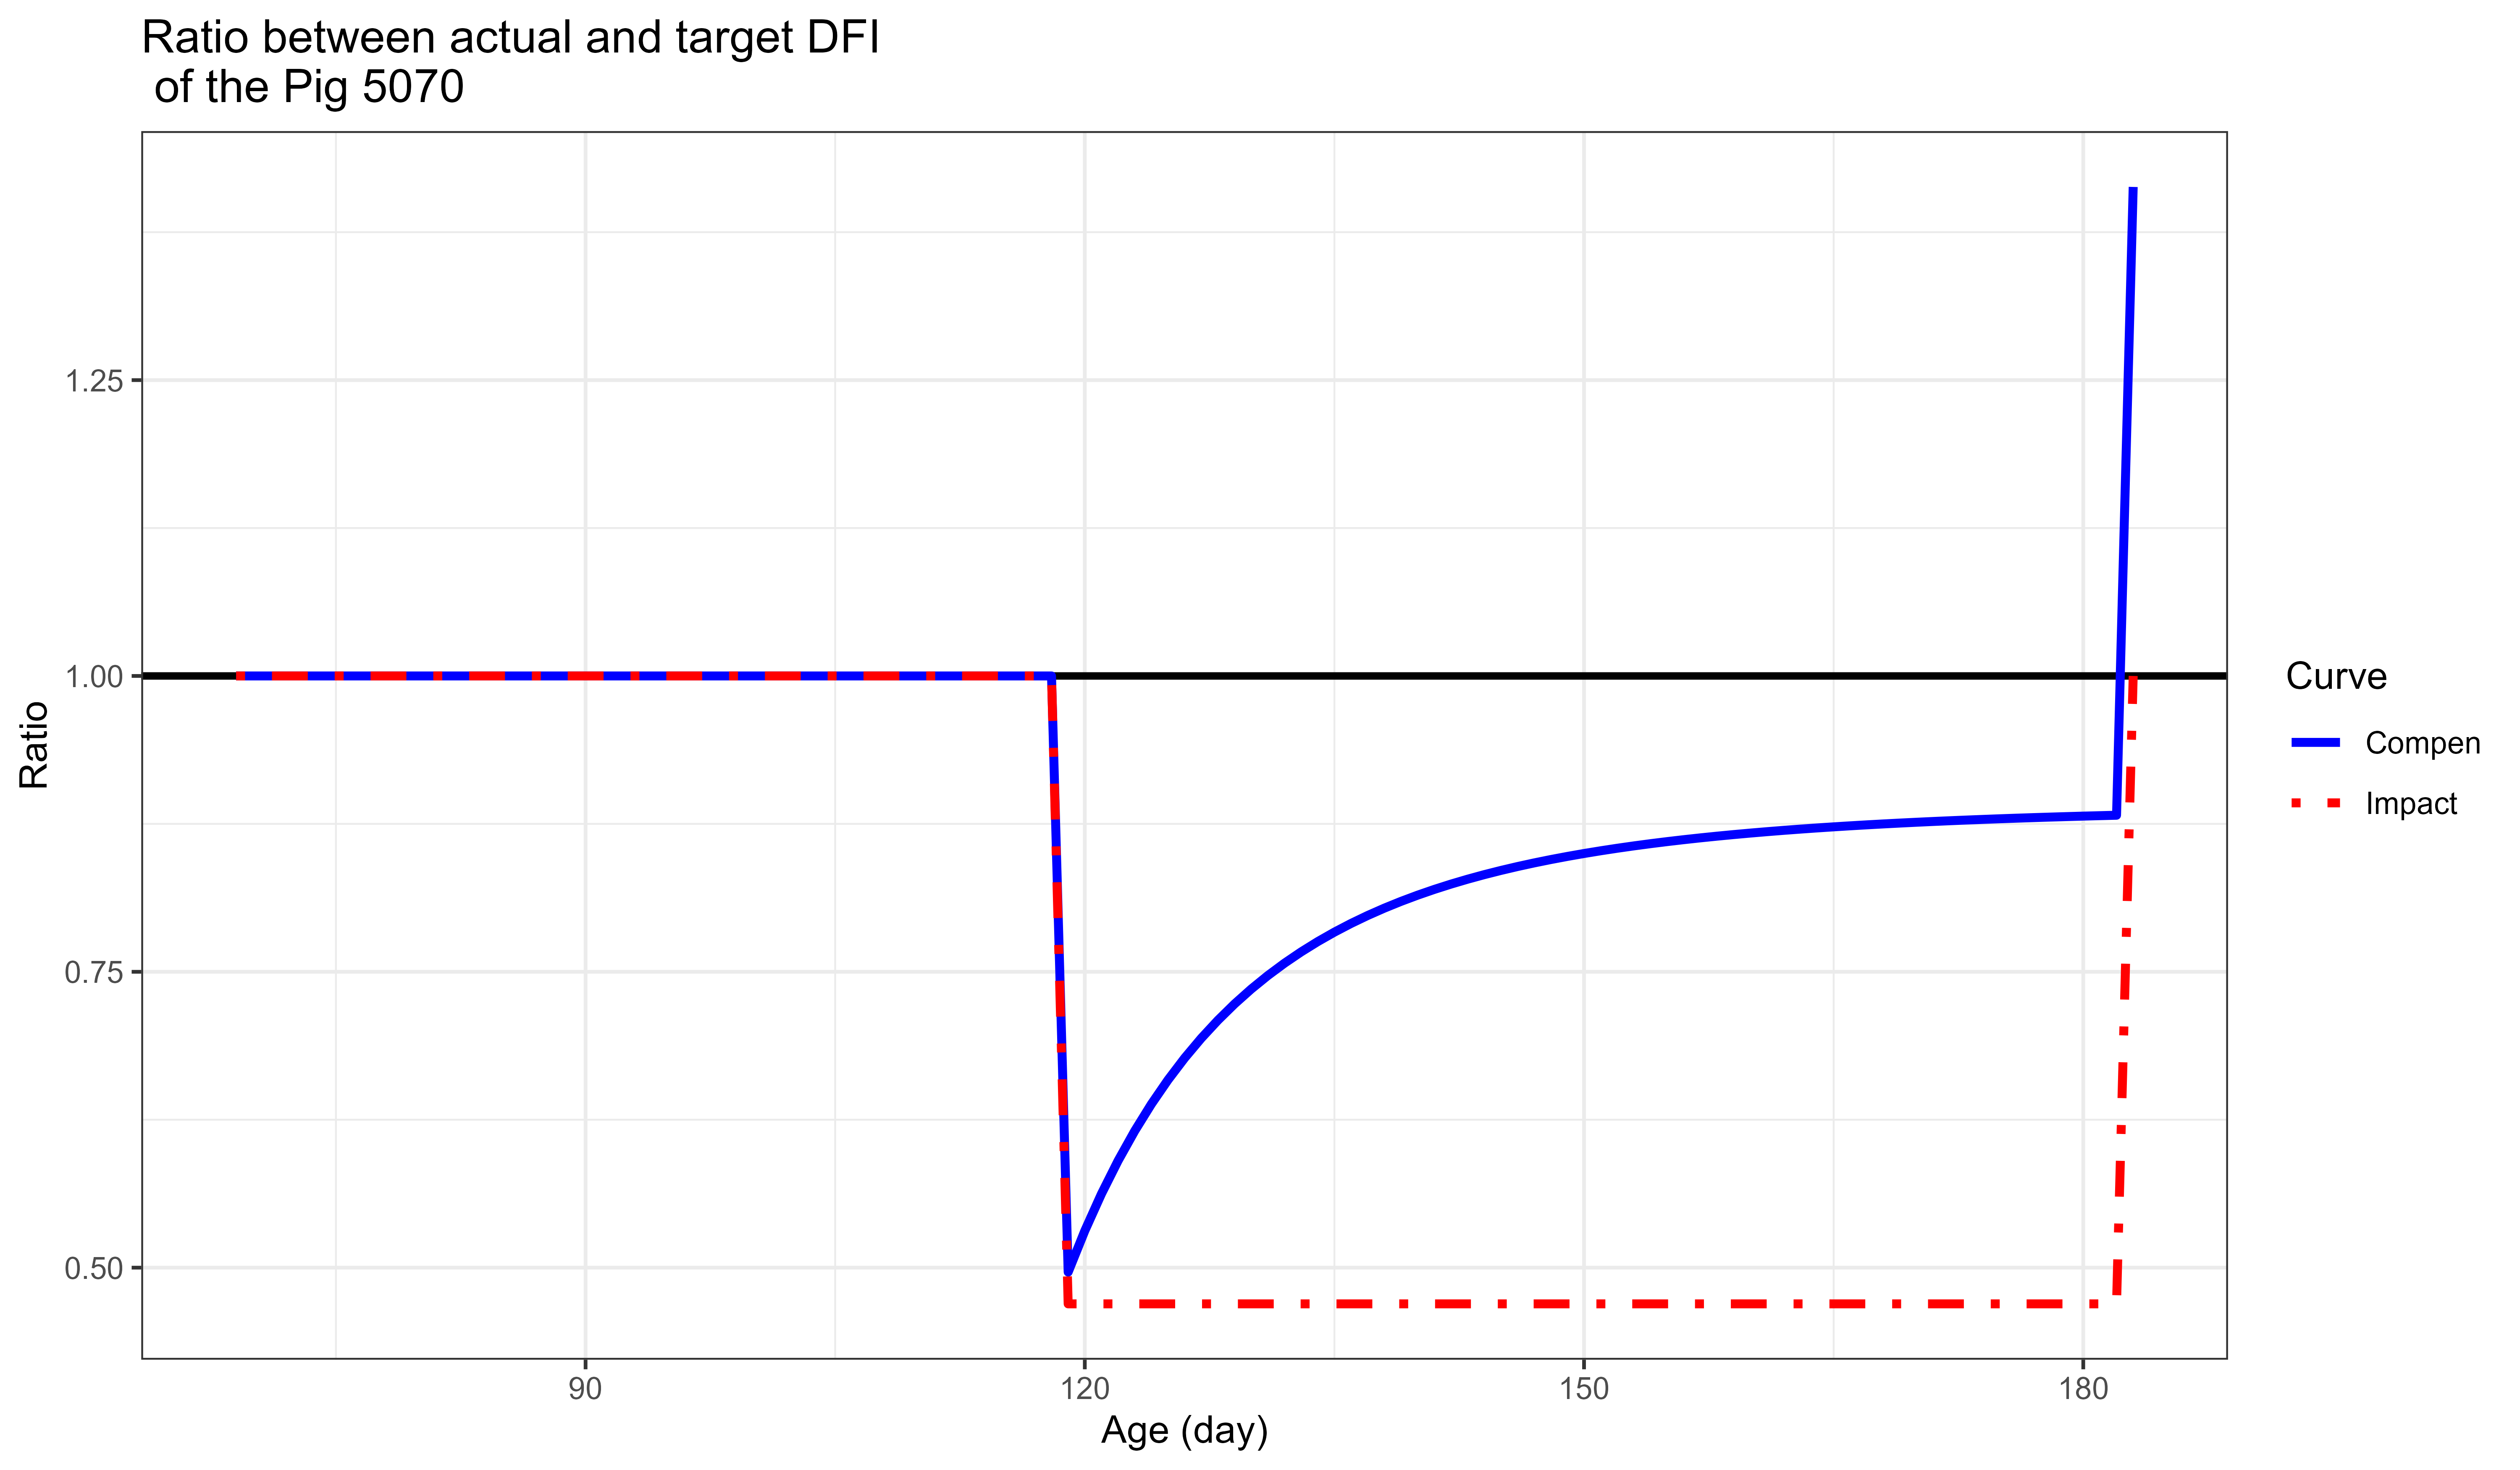 Ratio between actual and target DFI
of the Pig 5070
1.25
1.00
0.75
0.50
Ratio
90
120
150
180
Age (day)
Curve
Compen
Impact